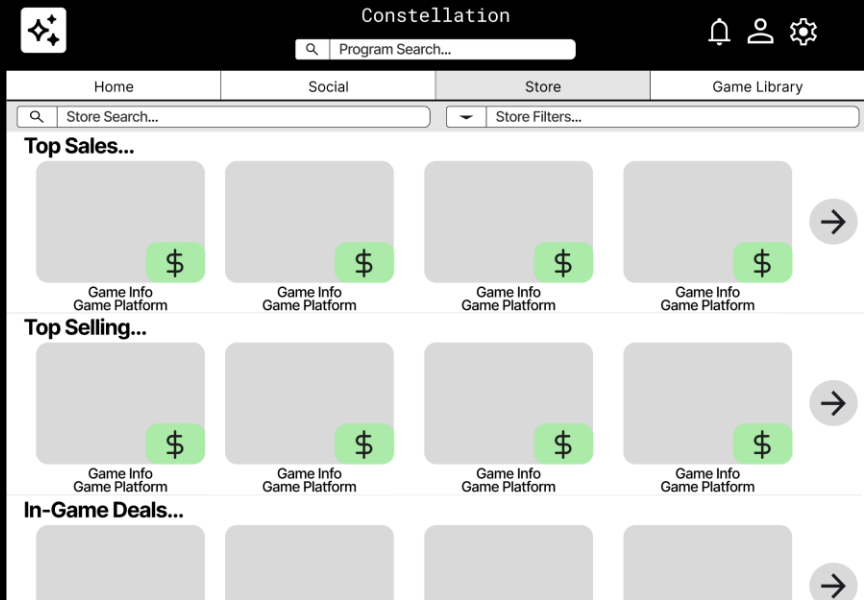 Constellation
Program Search...
Home Social Store Game Library
Store Search... Store Filters...
Top Sales...
$ $ $ $
Game Info Game Info Game Info Game Info
Game Platform Game Platform Game Platform Game Platform
Top Selling...
$ $ $ $
Game Info Game Info Game Info Game Info
Game Platform Game Platform Game Platform Game Platform
In-Game Deals...